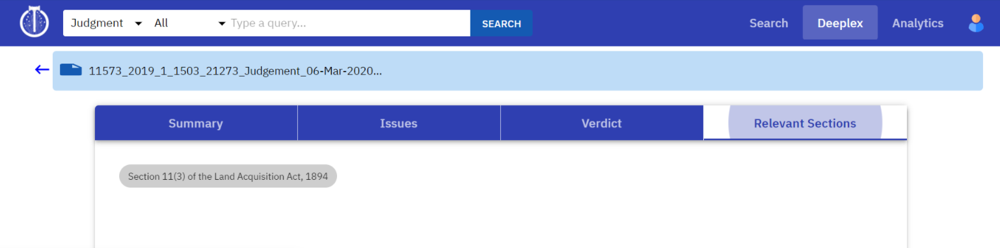 Judgment All Type a query... SEARCH Search Deeplex Analytics
11573_2019_1_1503_21273_Judgement_06-Mar-2020...
Summary Issues Verdict Relevant Sections
Section 11(3) of the Land Acquisition Act, 1894